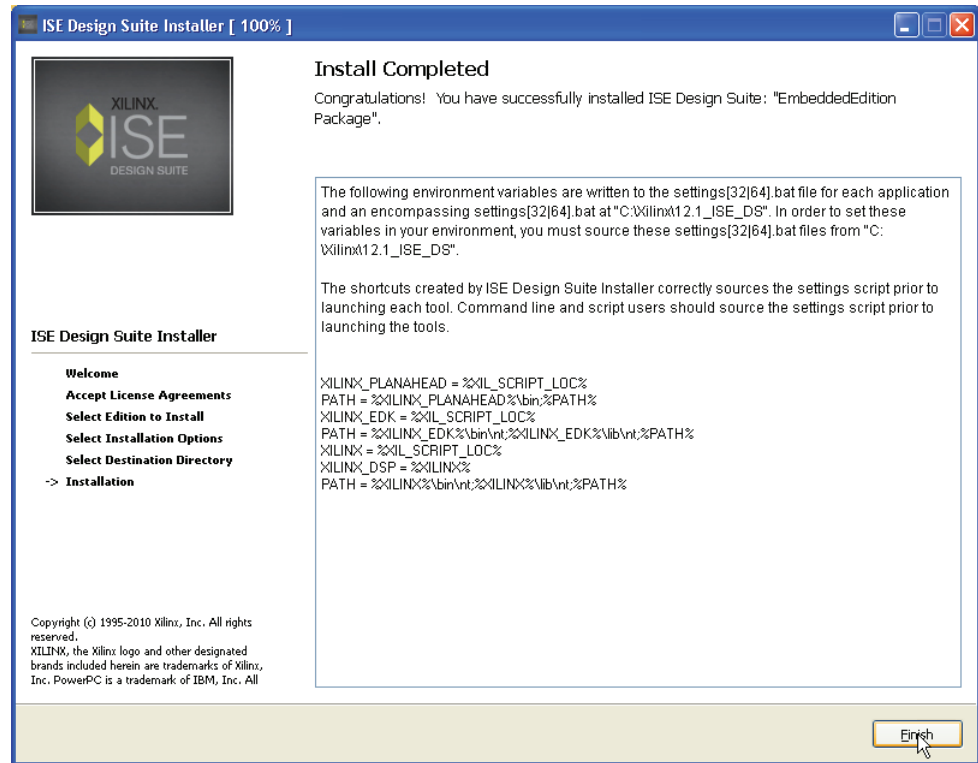 ISE Design Suite Installer [ 100% ]
XILINX.
ISE
DESIGN SUITE
Install Completed
Congratulations!  You have successfully installed ISE Design Suite: "EmbeddedEdition
Package".
The following environment variables are written to the settings[32|64].bat file for each application
and an encompassing settings[32|64].bat at "C:\Xilinx\12.1_ISE_DS". In order to set these
variables in your environment, you must source these settings[32|64].bat files from "C:
\Xilinx\12.1_ISE_DS".
The shortcuts created by ISE Design Suite Installer correctly sources the settings script prior to
launching each tool. Command line and script users should source the settings script prior to
launching the tools.
XILINX_PLANAHEAD = %XIL_SCRIPT_LOC%
PATH = %XILINX_PLANAHEAD%\bin;%PATH%
XILINX_EDK = %XIL_SCRIPT_LOC%
PATH = %XILINX_EDK%\bin\nt;%XILINX_EDK%\lib\nt;%PATH%
XILINX = %XIL_SCRIPT_LOC%
XILINX_DSP = %XILINX%
PATH = %XILINX%\bin\nt;%XILINX%\lib\nt;%PATH%
ISE Design Suite Installer
Welcome
Accept License Agreements
Select Edition to Install
Select Installation Options
Select Destination Directory
-> Installation
Copyright (c) 1995-2010 Xilinx, Inc. All rights
reserved.
XILINX, the Xilinx logo and other designated
brands included herein are trademarks of Xilinx,
Inc. PowerPC is a trademark of IBM, Inc. All
Finish